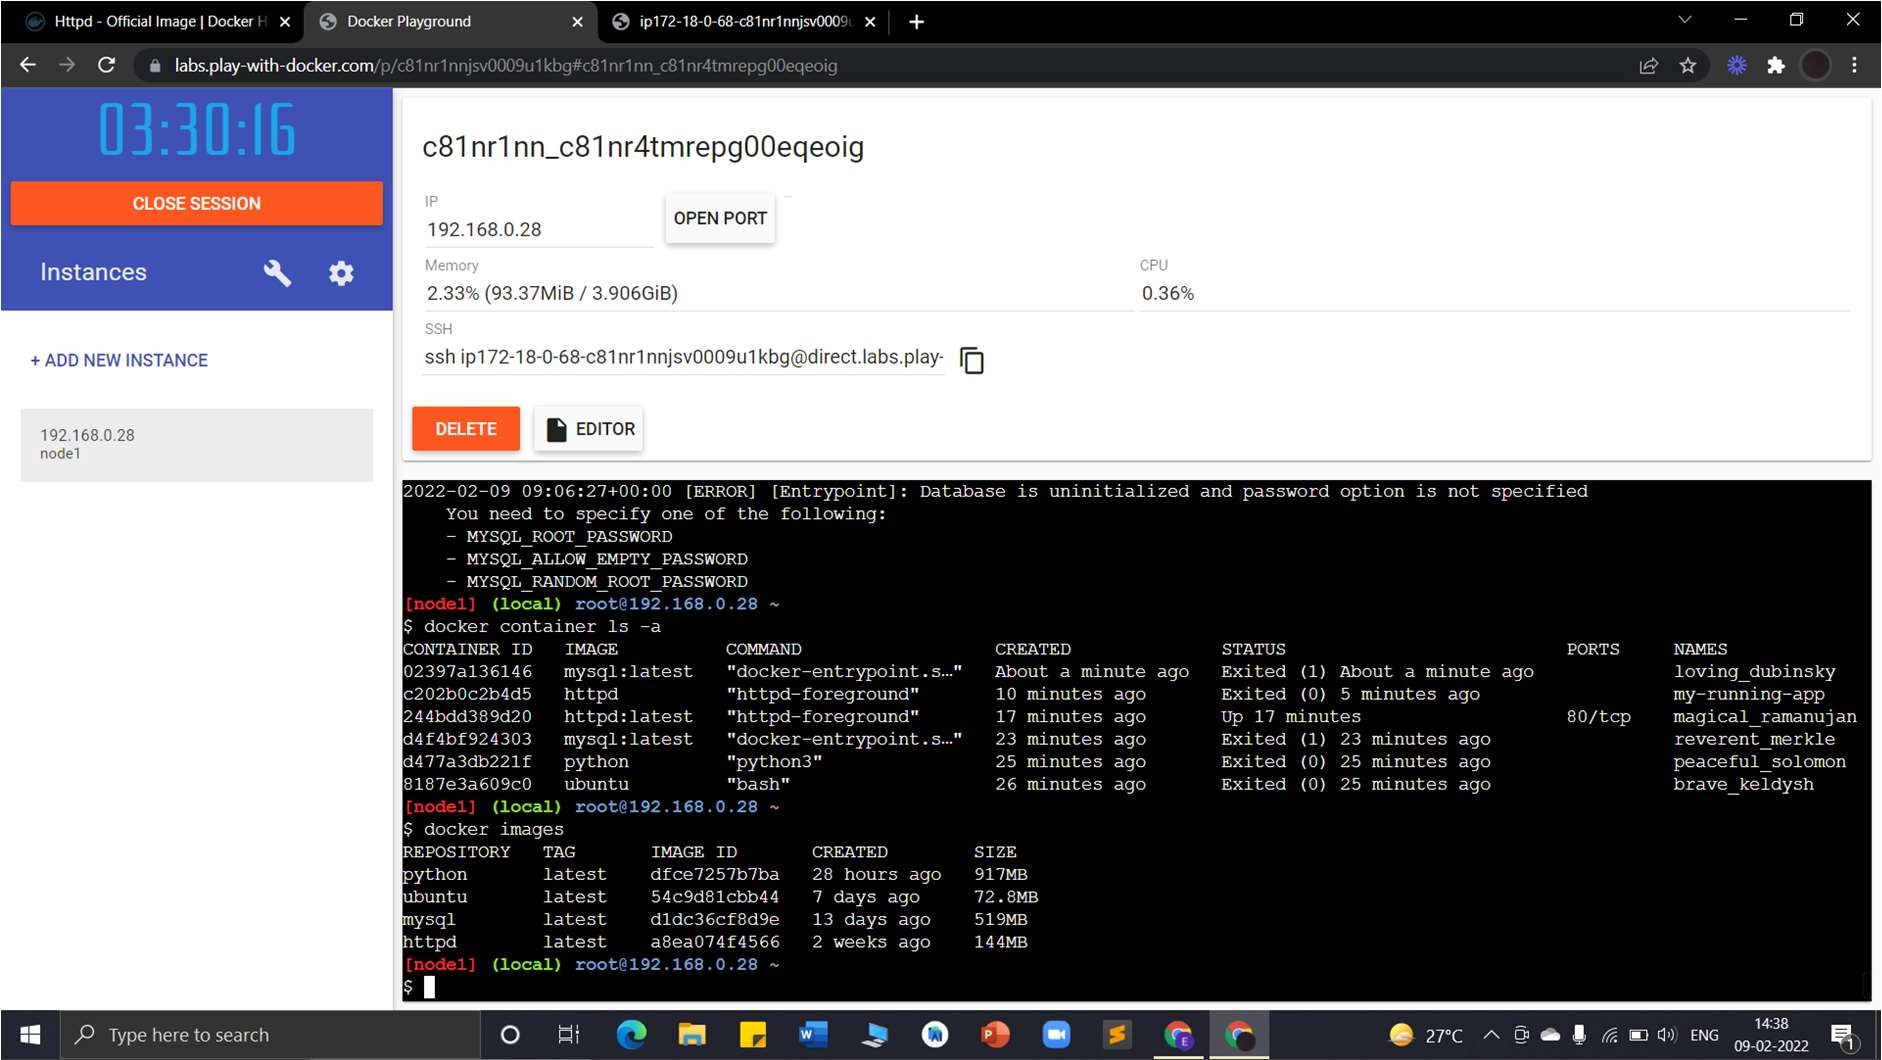 Httpd - Official Image | Docker H
Docker Playground
ip172-18-0-68-c81nr1nnjsv0009u
labs.play-with-docker.com/p/c81nr1nnjsv0009u1kbg#c81nr1nn_c81nr4tmrepg00eqeoig
03:30:16
CLOSE SESSION
Instances
+ ADD NEW INSTANCE
192.168.0.28
node1
c81nr1nn_c81nr4tmrepg00eqeoig
IP
192.168.0.28
OPEN PORT
Memory
2.33% (93.37MiB / 3.906GiB)
CPU
0.36%
SSH
ssh ip172-18-0-68-c81nr1nnjsv0009u1kbg@direct.labs.play-
DELETE
EDITOR
2022-02-09 09:06:27+00:00 [ERROR] [Entrypoint]: Database is uninitialized and password option is not specified
You need to specify one of the following:
- MYSQL_ROOT_PASSWORD
- MYSQL_ALLOW_EMPTY_PASSWORD
- MYSQL_RANDOM_ROOT_PASSWORD
[node1] (local) root@192.168.0.28 ~
$ docker container ls -a
CONTAINER ID IMAGE COMMAND CREATED STATUS PORTS NAMES
02397a136146 mysql:latest "docker-entrypoint.s…" About a minute ago Exited (1) About a minute ago loving_dubinsky
c202b0c2b4d5 httpd "httpd-foreground" 10 minutes ago Exited (0) 5 minutes ago my-running-app
244bdd389d20 httpd:latest "httpd-foreground" 17 minutes ago Up 17 minutes 80/tcp magical_ramanujan
d4f4bf924303 mysql:latest "docker-entrypoint.s…" 23 minutes ago Exited (1) 23 minutes ago reverent_merkle
d477a3db221f python "python3" 25 minutes ago Exited (0) 25 minutes ago peaceful_solomon
8187e3a609c0 ubuntu "bash" 26 minutes ago Exited (0) 25 minutes ago brave_keldysh
[node1] (local) root@192.168.0.28 ~
$ docker images
REPOSITORY TAG IMAGE ID CREATED SIZE
python latest dfce7257b7ba 28 hours ago 917MB
ubuntu latest 54c9d81cbb44 7 days ago 72.8MB
mysql latest d1dc36cf8d9e 13 days ago 519MB
httpd latest a8ea074f4566 2 weeks ago 144MB
[node1] (local) root@192.168.0.28 ~
$
Type here to search
27°C
ENG
14:38
09-02-2022
1